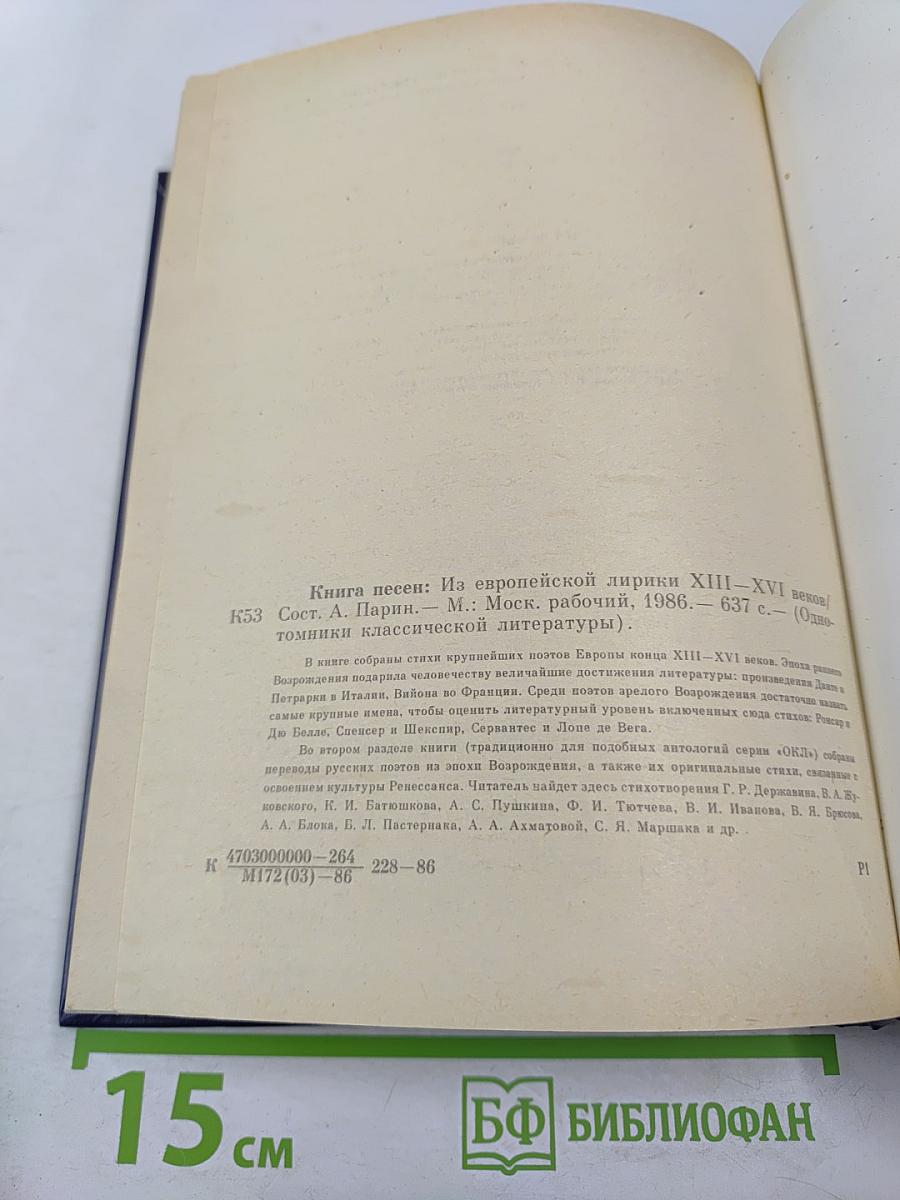 Книга песен: Из европейской лирики XIII—XVI веков/
К53 Сост. А. Парин.— М.: Моск. рабочий, 1986.— 637 с.— (Одно-
томники классической литературы).
В книге собраны стихи крупнейших поэтов Европы конца XIII—XVI веков. Эпоха раннего
Возрождения подарила человечеству величайшие достижения литературы: произведения Данте и
Петрарки в Италии, Вийона во Франции. Среди поэтов зрелого Возрождения достаточно назвать
самые крупные имена, чтобы оценить литературный уровень включенных сюда стихов: Ронсар и
Дю Белле, Спенсер и Шекспир, Сервантес и Лопе де Вега.
Во втором разделе книги (традиционно для подобных антологий серии «ОКЛ») собраны
переводы русских поэтов из эпохи Возрождения, а также их оригинальные стихи, связанные с
освоением культуры Ренессанса. Читатель найдет здесь стихотворения Г. Р. Державина, В. А. Жу-
ковского, К. И. Батюшкова, А. С. Пушкина, Ф. И. Тютчева, В. И. Иванова, В. Я. Брюсова,
А. А. Блока, Б. Л. Пастернака, А. А. Ахматовой, С. Я. Маршака и др.
К 4703000000—264 228—86
М172(03)—86
Р1
15 см
БФ БИБЛИОФАН